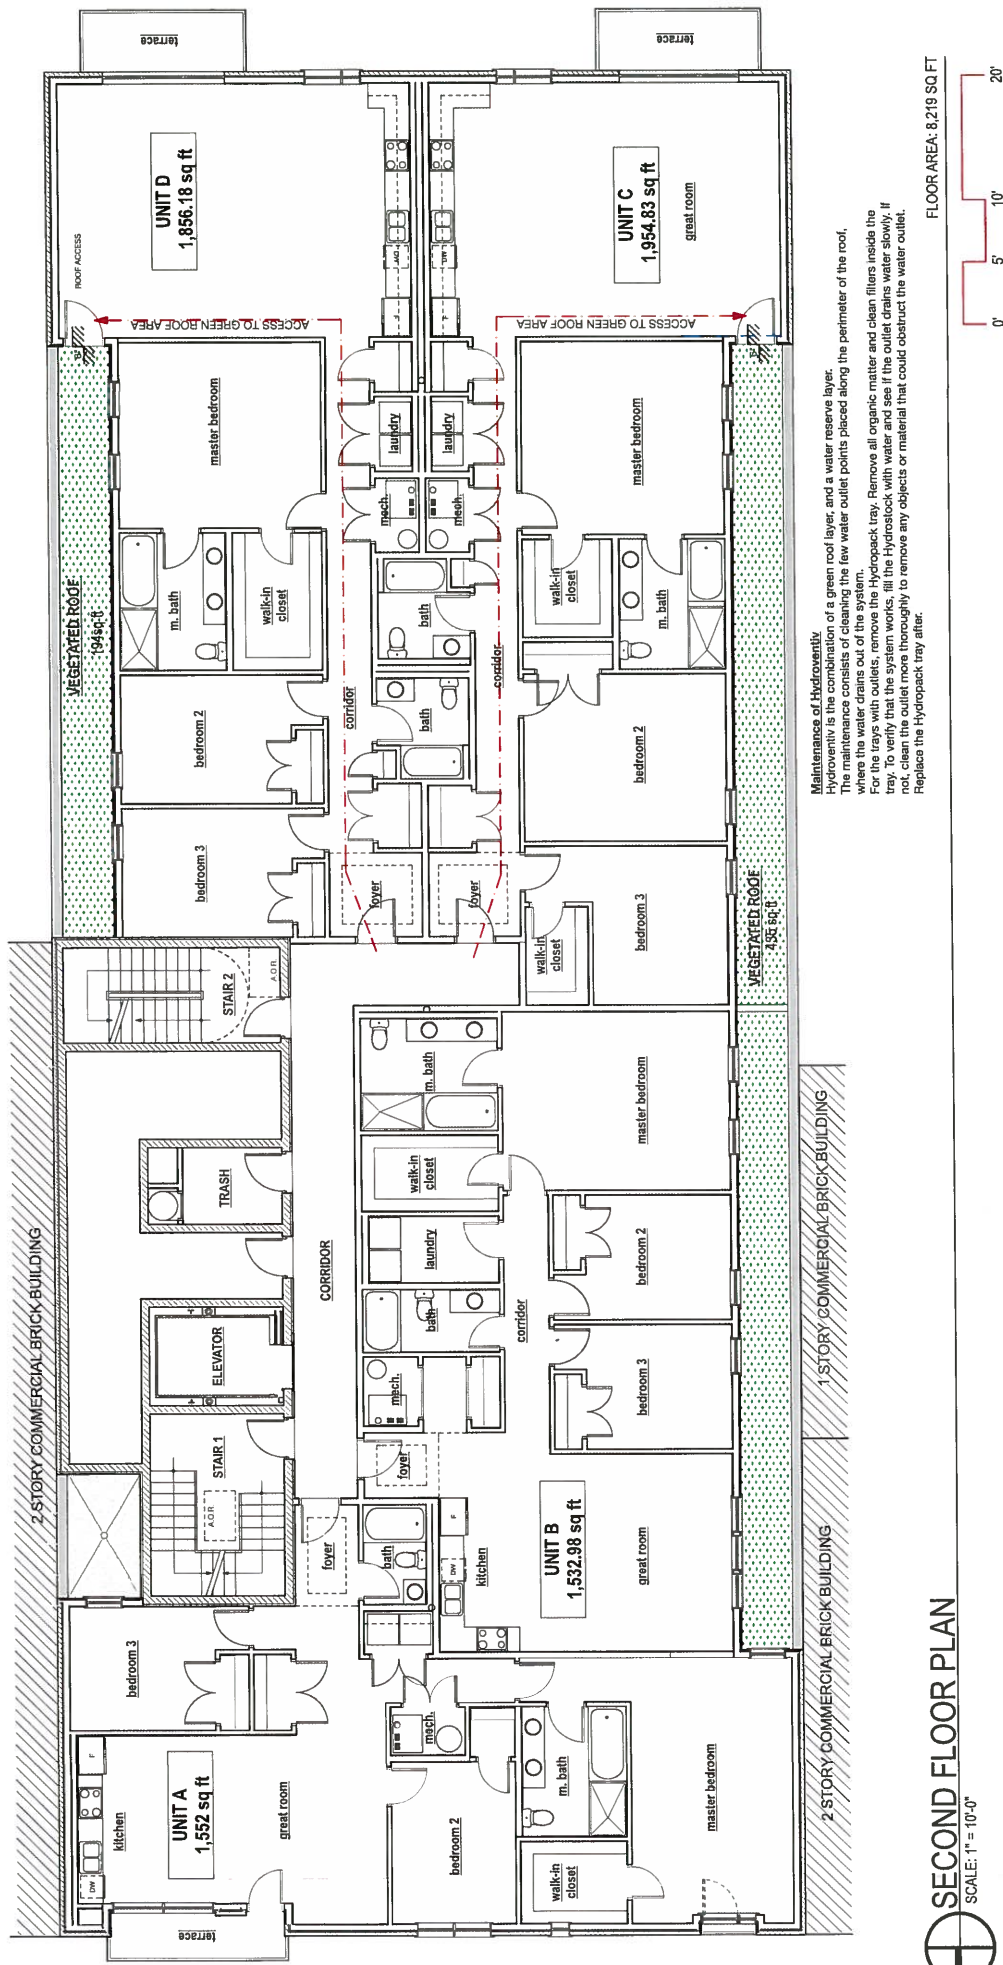 2 STORY COMMERCIAL BRICK BUILDING
terrace
kitchen
DW
F
UNIT A
1,552 sq ft
great room
bedroom 3
bedroom 2
mech.
m. bath
walk-in
closet
master bedroom
foyer
bath
STAIR 1
A.O.R.
ELEVATOR
TRASH
STAIR 2
A.O.R.
CORRIDOR
kitchen
DW
F
UNIT B
1,532.98 sq ft
great room
foyer
mech.
bath
laundry
walk-in
closet
m. bath
corridor
bedroom 3
bedroom 2
master bedroom
VEGETATED ROOF
194sq-ft
bedroom 3
bedroom 2
m. bath
walk-in
closet
master bedroom
foyer
corridor
bath
mech.
laundry
ACCESS TO GREEN ROOF AREA
ROOF ACCESS
UNIT D
1,856.18 sq ft
DW
F
terrace
foyer
corridor
bath
mech.
laundry
walk-in
closet
bedroom 3
bedroom 2
walk-in
closet
m. bath
master bedroom
ACCESS TO GREEN ROOF AREA
UNIT C
1,954.83 sq ft
great room
DW
F
terrace
VEGETATED ROOF
436 sq-ft
2 STORY COMMERCIAL BRICK BUILDING
1 STORY COMMERCIAL BRICK BUILDING
Maintenance of Hydroventiv
Hydroventiv is the combination of a green roof layer, and a water reserve layer.
The maintenance consists of cleaning the few water outlet points placed along the perimeter of the roof,
where the water drains out of the system.
For the trays with outlets, remove the Hydropack tray. Remove all organic matter and clean filters inside the
tray. To verify that the system works, fill the Hydrostock with water and see if the outlet drains water slowly. If
not, clean the outlet more thoroughly to remove any objects or material that could obstruct the water outlet.
Replace the Hydropack tray after.
SECOND FLOOR PLAN
SCALE: 1" = 10'-0"
FLOOR AREA: 8,219 SQ FT
0' 5' 10' 20'